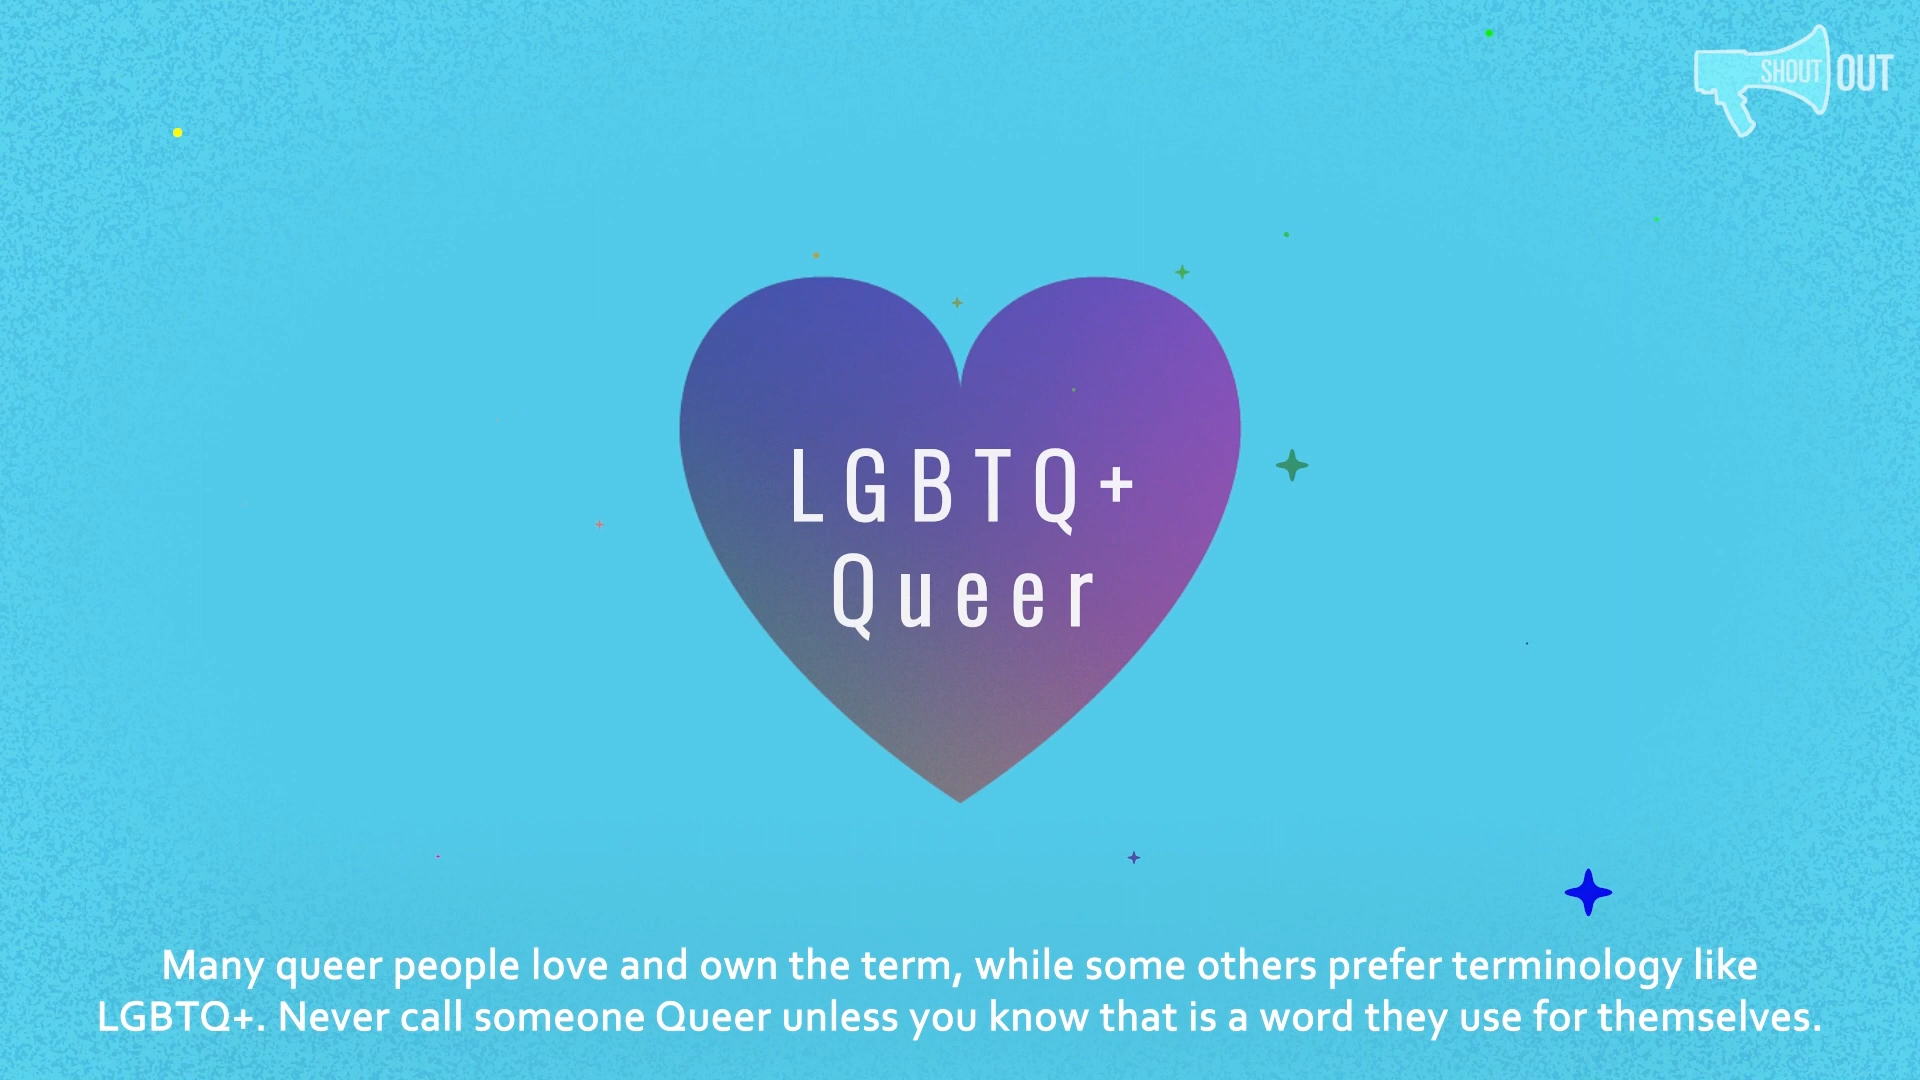 SHOUT OUT
LGBTQ+
Queer
Many queer people love and own the term, while some others prefer terminology like
LGBTQ+. Never call someone Queer unless you know that is a word they use for themselves.